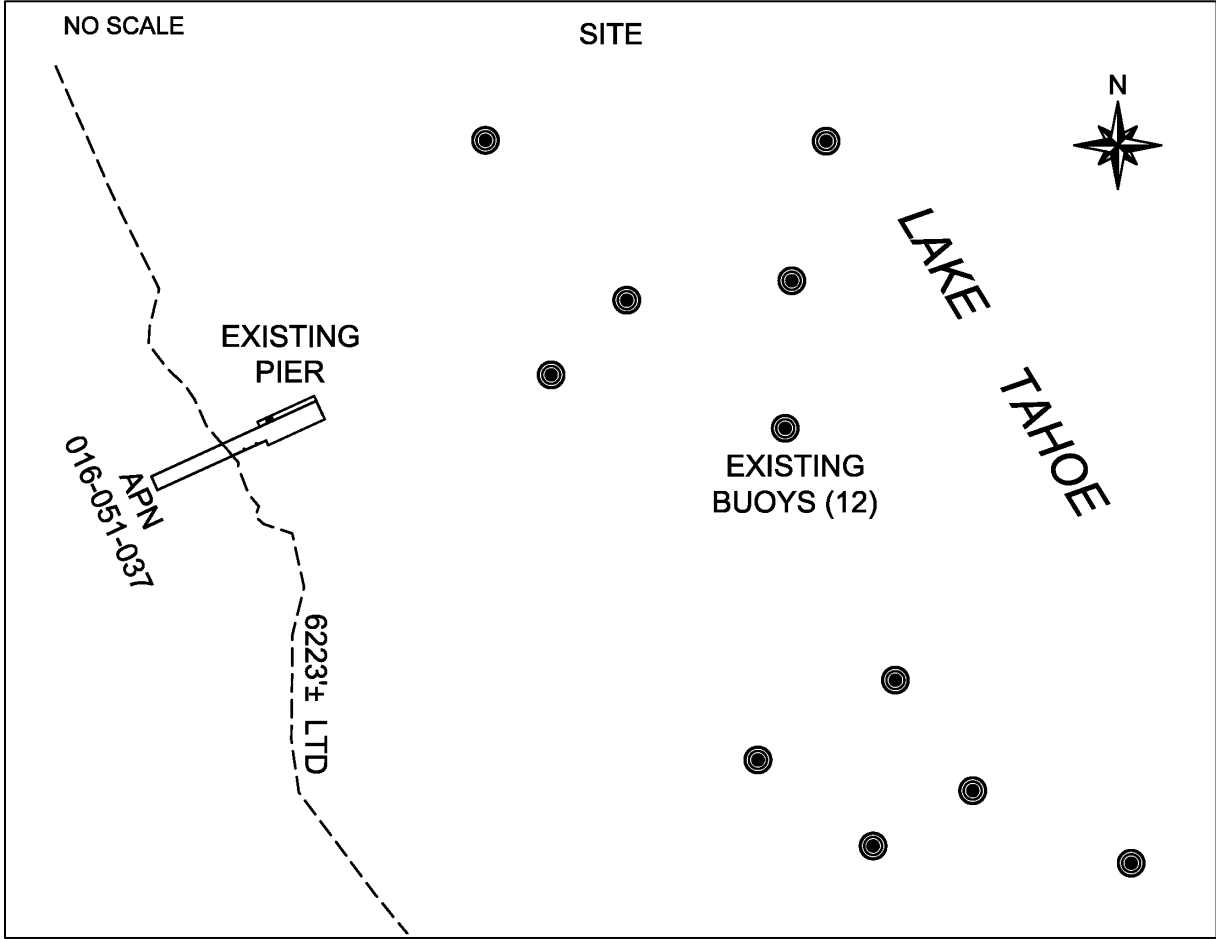 NO SCALE
SITE
N
LAKE TAHOE
EXISTING
PIER
APN
016-051-037
EXISTING
BUOYS (12)
6223'± LTD